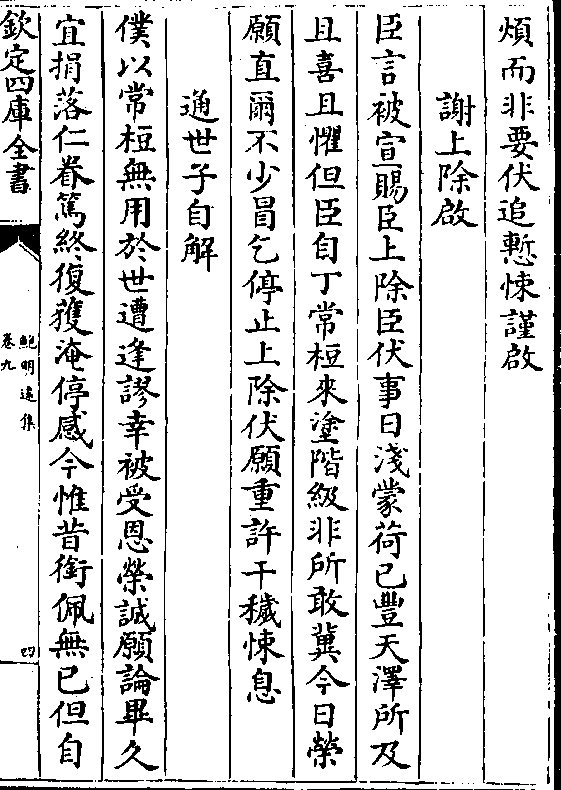 煩而非要伏追慙悚謹啟
謝上除啟
臣言被宣賜臣上除臣伏事日淺蒙荷已豐天澤所及
且喜且懼但臣自丁常桓來塗階級非所敢冀今日榮
願直爾不少冒乞停止上除伏願重許干穢悚息
通世子自解
僕以常桓無用於世遭逢謬幸被受恩榮誠願論畢久
宜捐落仁眷篤終復獲淹停感今惟昔銜佩無已但自
欽定四庫全書
鮑明遠集
卷九
四